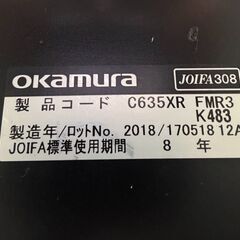 okamura JOIFA308
製品コード C635XR FMR3
K483
製造年/ロットNo. 2018/170518 12A
JOIFA標準使用期間 8 年